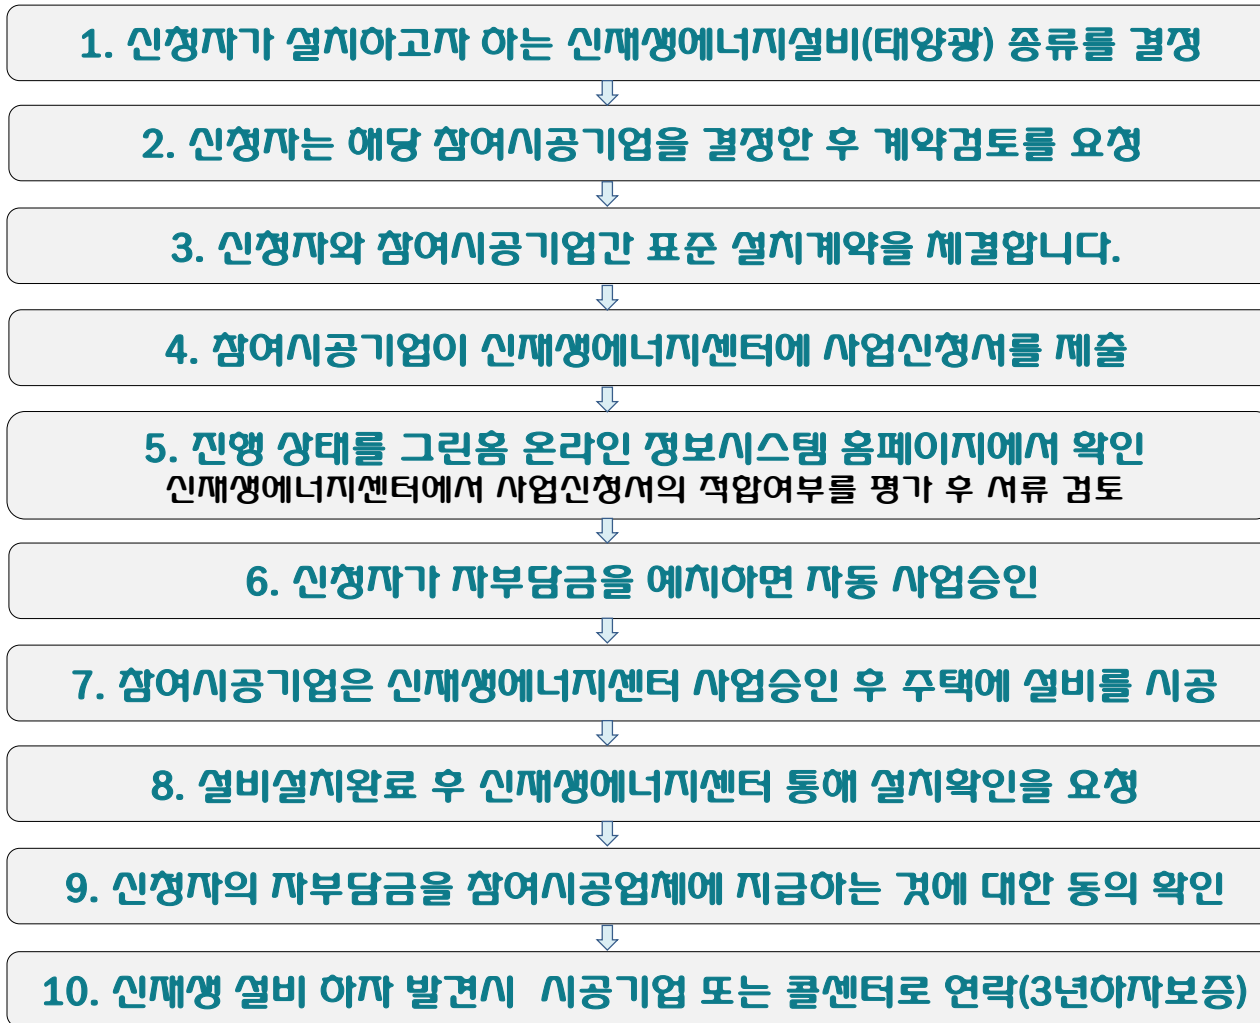 1. 신청자가 설치하고자 하는 신재생에너지설비(태양광) 종류를 결정
2. 신청자는 해당 참여시공기업을 결정한 후 계약검토를 요청
3. 신청자와 참여시공기업간 표준 설치계약을 체결합니다.
4. 참여시공기업이 신재생에너지센터에 사업신청서를 제출
5. 진행 상태를 그린홈 온라인 정보시스템 홈페이지에서 확인
신재생에너지센터에서 사업신청서의 적합여부를 평가 후 서류 검토
6. 신청자가 자부담금을 예치하면 자동 사업승인
7. 참여시공기업은 신재생에너지센터 사업승인 후 주택에 설비를 시공
8. 설비설치완료 후 신재생에너지센터 통해 설치확인을 요청
9. 신청자의 자부담금을 참여시공업체에 지급하는 것에 대한 동의 확인
10. 신재생 설비 하자 발견시 시공기업 또는 콜센터로 연락(3년하자보증)